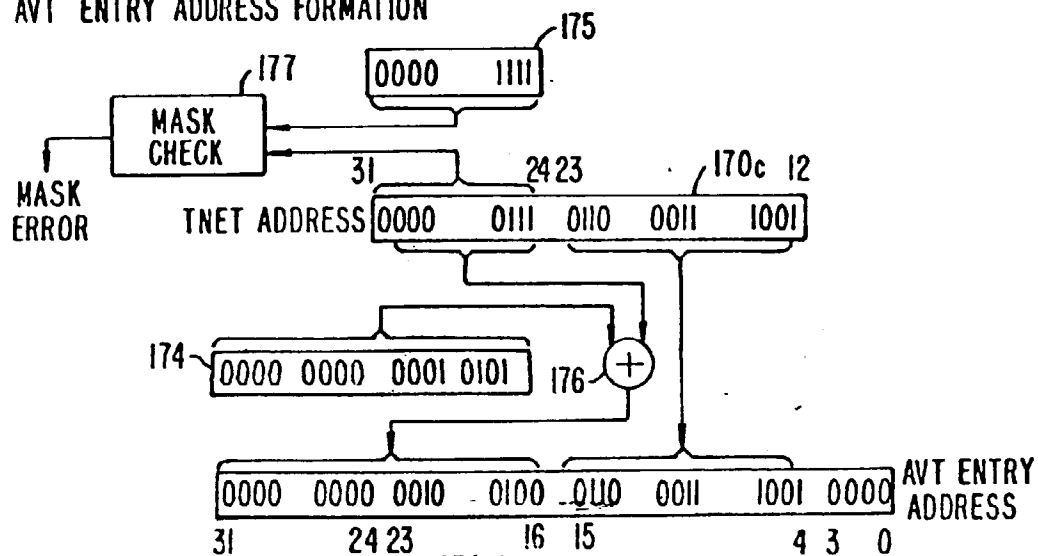 AVT ENTRY ADDRESS FORMATION
175
0000 1111
177
MASK
CHECK
MASK
ERROR
31 24 23 170c 12
TNET ADDRESS 0000 0111 0110 0011 1001
174 0000 0000 0001 0101
176 +
0000 0000 0010 0100 0110 0011 1001 0000
AVT ENTRY
ADDRESS
31 24 23 16 15 4 3 0